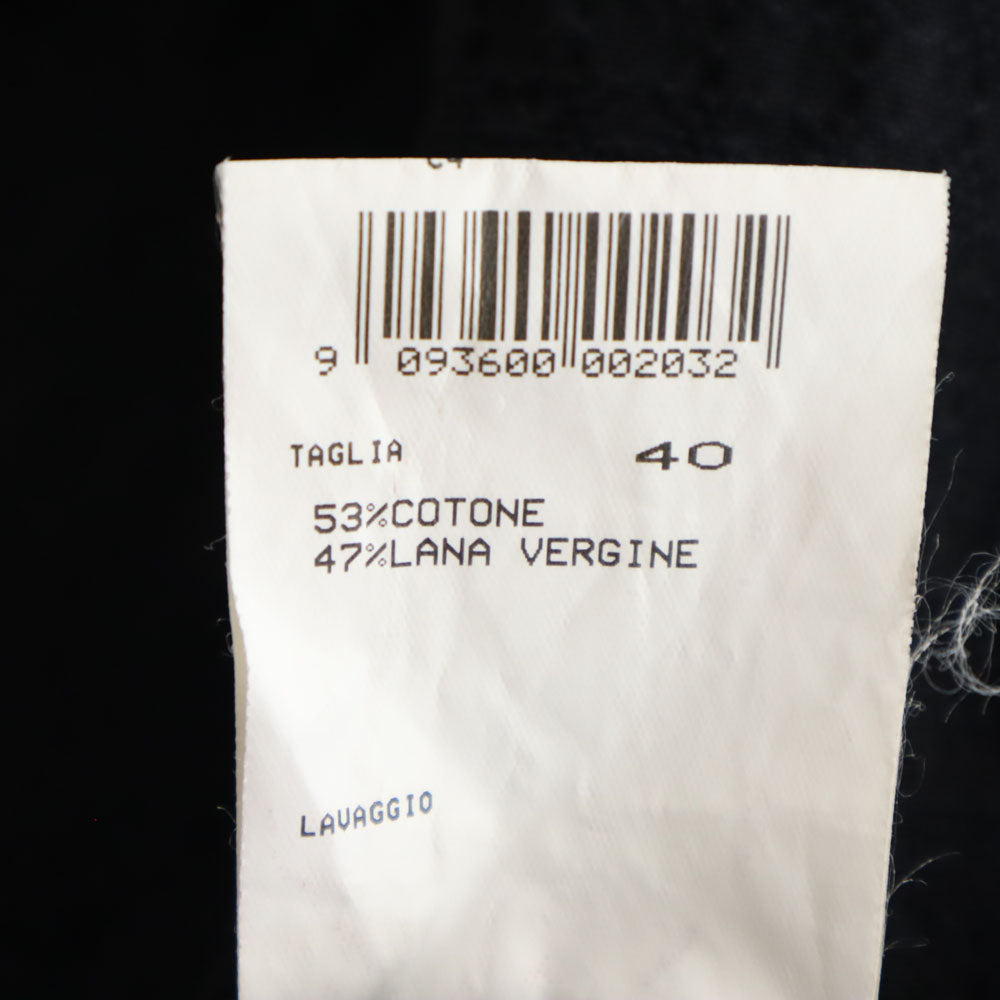 9 093600 002032
TAGLIA 40
53%COTONE
47%LANA VERGINE
LAVAGGIO